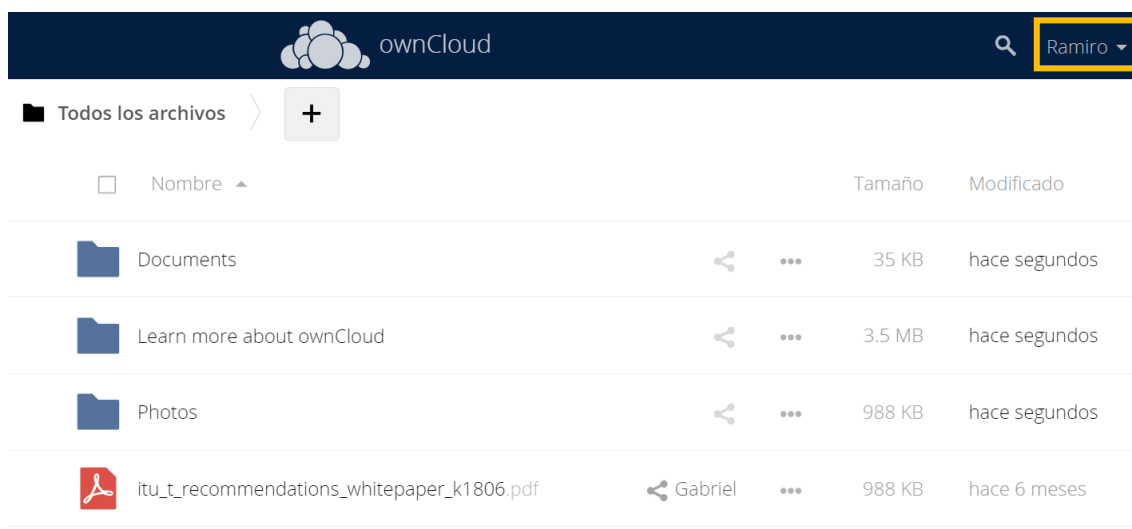 ownCloud Ramiro
Todos los archivos +
Nombre Tamaño Modificado
Documents 35 KB hace segundos
Learn more about ownCloud 3.5 MB hace segundos
Photos 988 KB hace segundos
itu_t_recommendations_whitepaper_k1806.pdf Gabriel 988 KB hace 6 meses